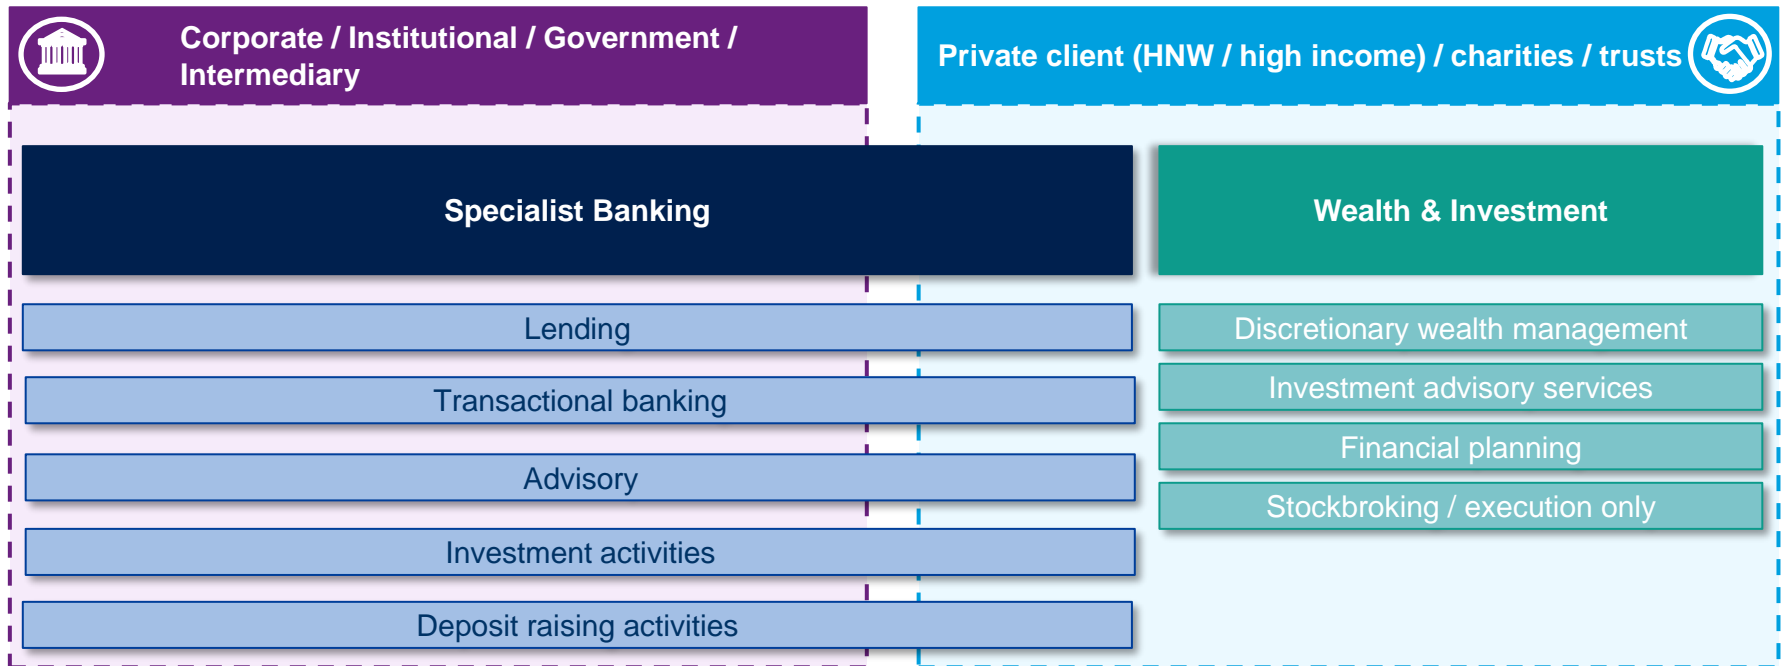 Corporate / Institutional / Government /
Intermediary
Private client (HNW / high income) / charities / trusts
Specialist Banking
Wealth & Investment
Lending
Transactional banking
Advisory
Investment activities
Deposit raising activities
Discretionary wealth management
Investment advisory services
Financial planning
Stockbroking / execution only